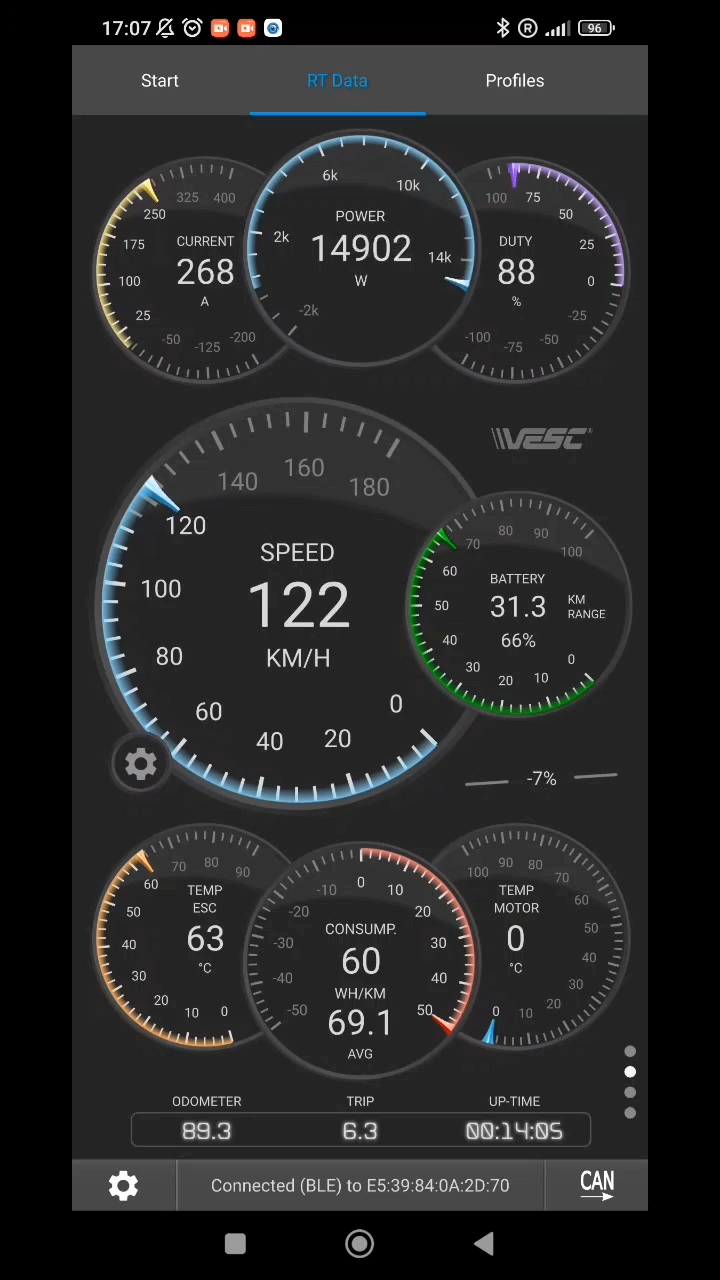 17:07 R 96
Start RT Data Profiles
325 400
250
175
100
25
-50 -125 -200
CURRENT
268
A
6k 10k
2k 14k
-2k
POWER
14902
W
100 75
50
25
0
-25
-100 -75 -50
DUTY
88
%
VESC
140 160 180
120
100
80
60
40 20
0
SPEED
122
KM/H
70 80 90 100
60
50
40
30 20 10 0
BATTERY
31.3 KM
RANGE
66%
-7%
70 80 90
60
50
40
30
20 10 0
TEMP
ESC
63
°C
-10 0 10
-20 20
-30 30
-40 40
-50 50
CONSUMP.
60
WH/KM
69.1
AVG
100 90 80 70
60
50
40
30
0 10 20
TEMP
MOTOR
0
°C
ODOMETER TRIP UP-TIME
89.3 6.3 00:14:05
Connected (BLE) to E5:39:84:0A:2D:70 CAN